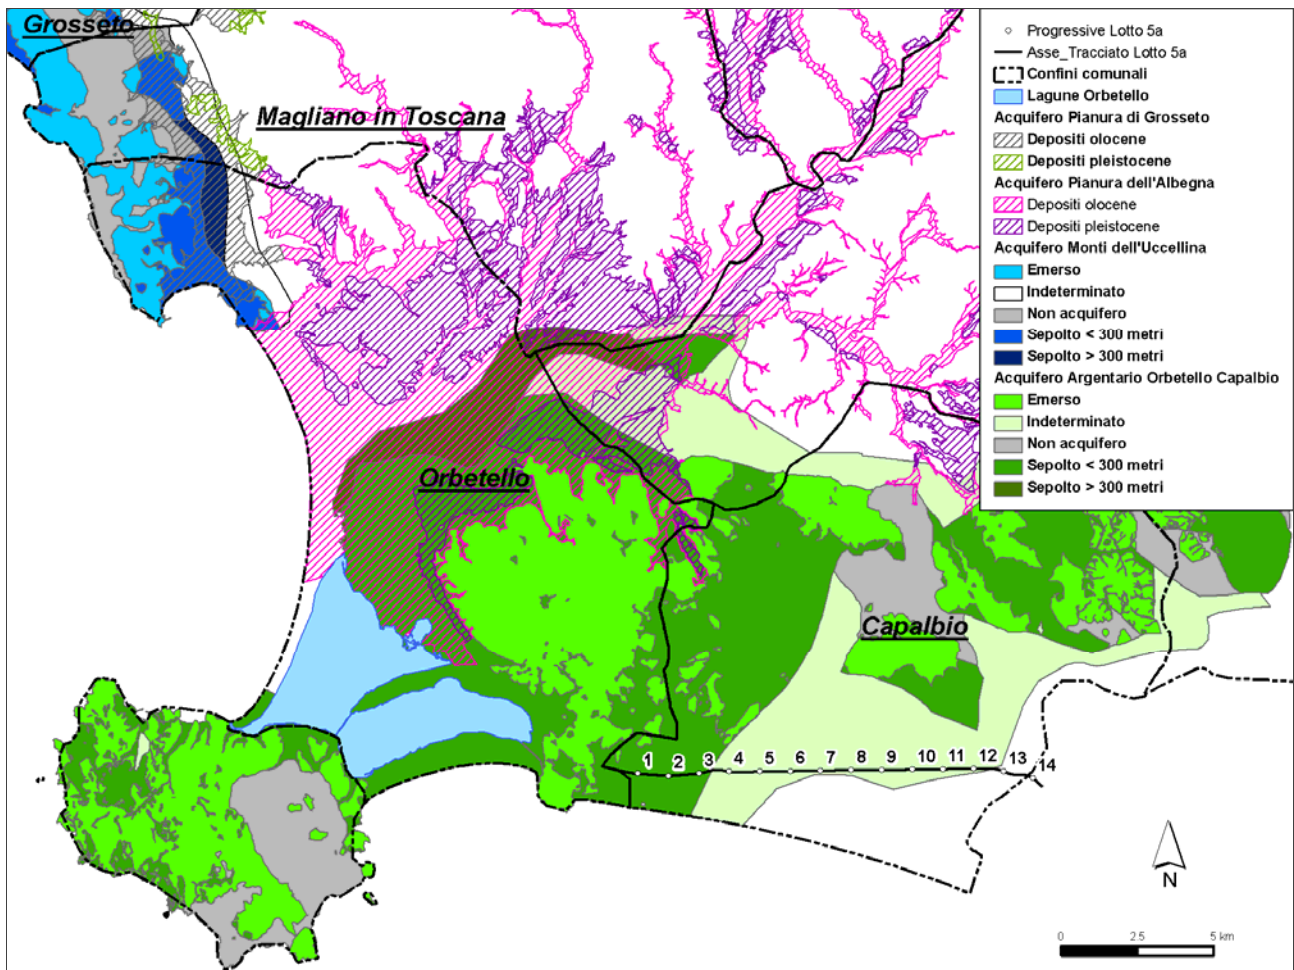 Grosseto
Magliano in Toscana
Orbetello
Capalbio
1 2 3 4 5 6 7 8 9 10 11 12 13 14
Progressive Lotto 5a
Asse_Tracciato Lotto 5a
Confini comunali
Lagune Orbetello
Acquifero Pianura di Grosseto
Depositi olocene
Depositi pleistocene
Acquifero Pianura dell'Albegna
Depositi olocene
Depositi pleistocene
Acquifero Monti dell'Uccellina
Emerso
Indeterminato
Non acquifero
Sepolto < 300 metri
Sepolto > 300 metri
Acquifero Argentario Orbetello Capalbio
Emerso
Indeterminato
Non acquifero
Sepolto < 300 metri
Sepolto > 300 metri
N
0 2.5 5 km